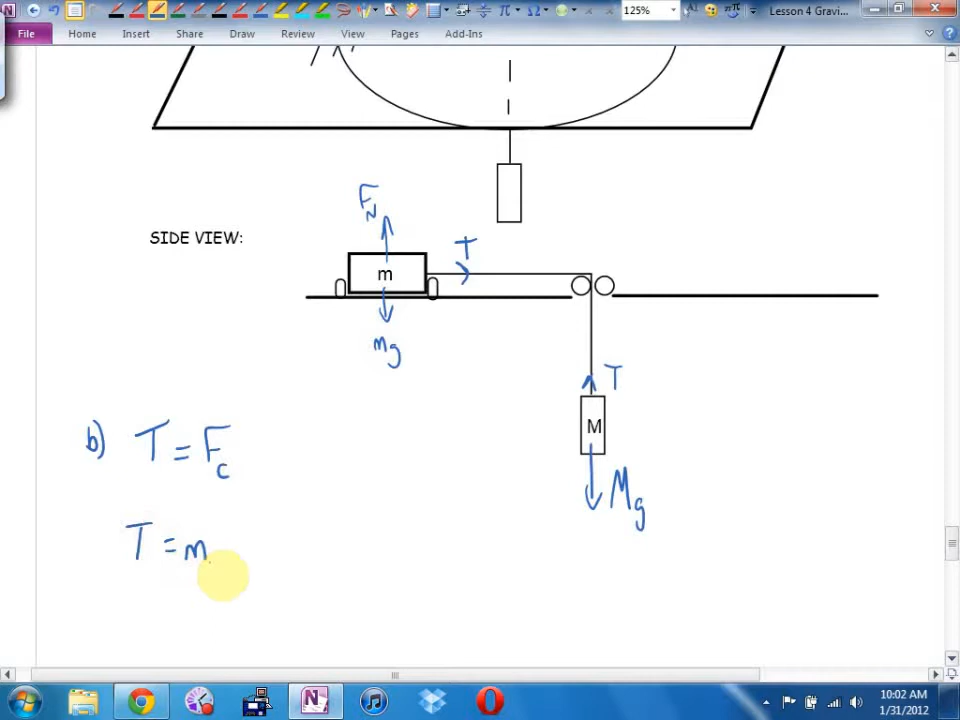 125%
Lesson 4 Gravi...
File Home Insert Share Draw Review View Pages Add-Ins
F_N
SIDE VIEW:
T
m
mg
T
M
Mg
b) T = F_c
T = m
10:02 AM
1/31/2012